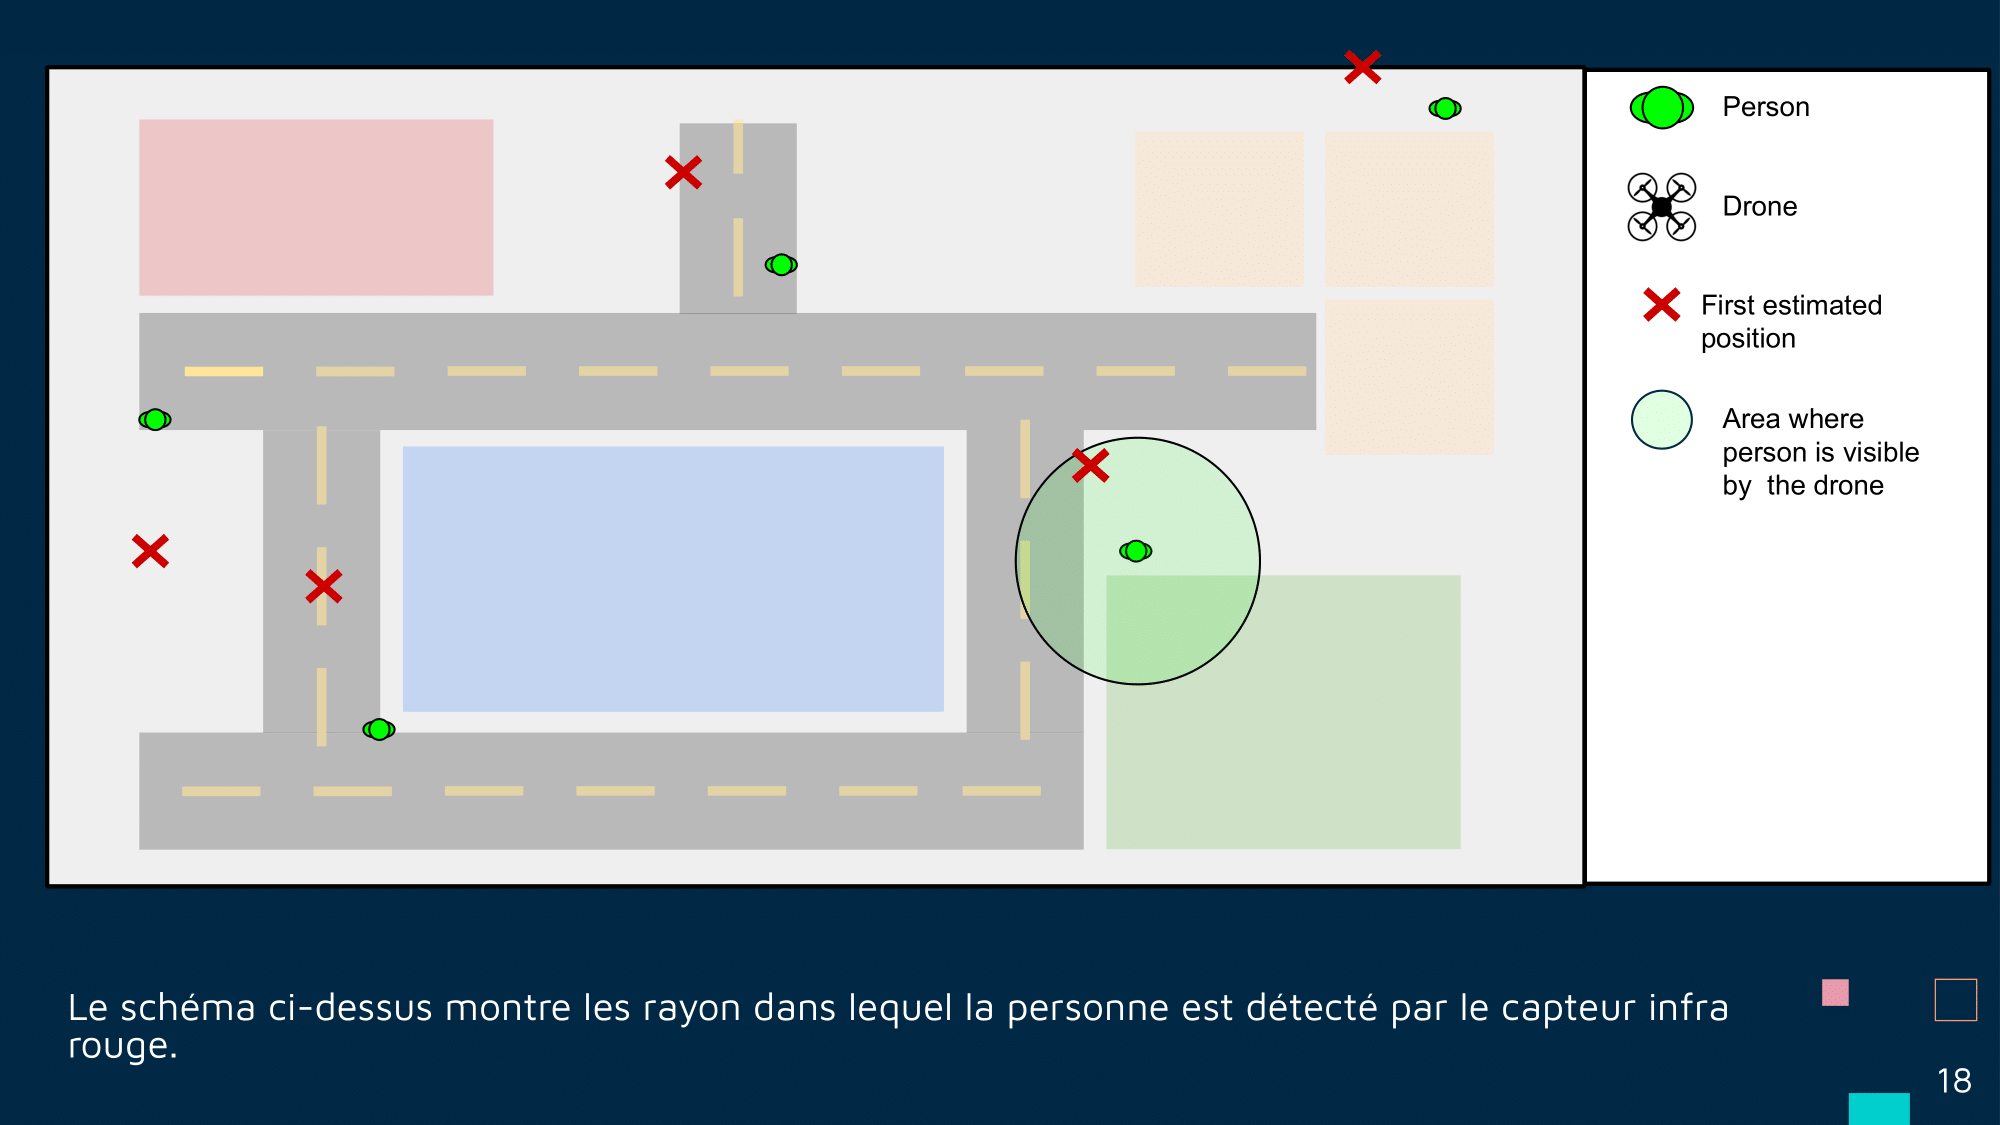 Person
Drone
First estimated
position
Area where
person is visible
by  the drone
Le schéma ci-dessus montre les rayon dans lequel la personne est détecté par le capteur infra
rouge.
18